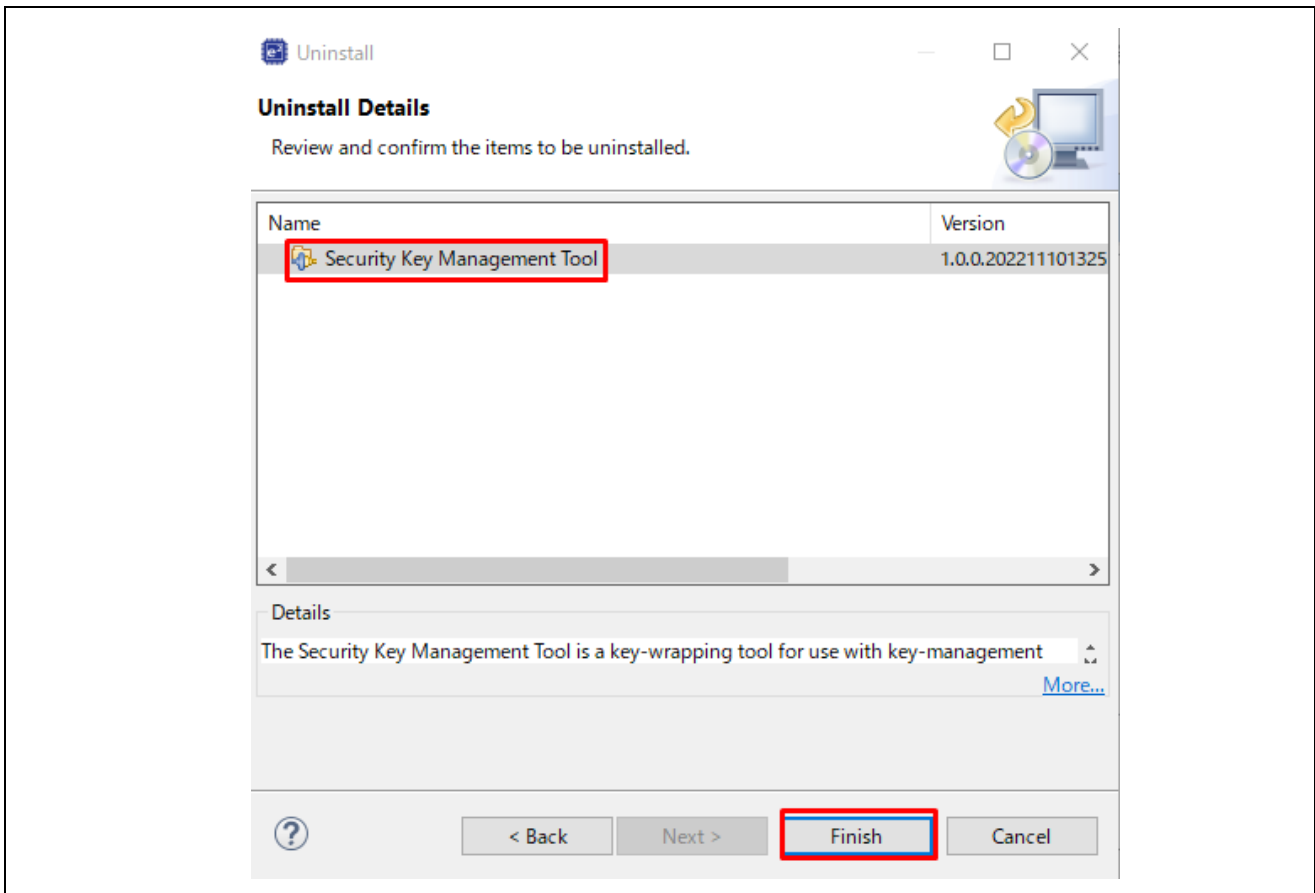 Uninstall
Uninstall Details
Review and confirm the items to be uninstalled.
Name Version
Security Key Management Tool 1.0.0.202211101325
Details
The Security Key Management Tool is a key-wrapping tool for use with key-management
More...
< Back Next > Finish Cancel